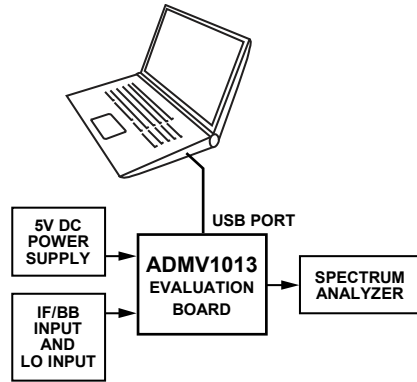 USB PORT
5V DC
POWER
SUPPLY
ADMV1013
EVALUATION
BOARD
SPECTRUM
ANALYZER
IF/BB
INPUT
AND
LO INPUT